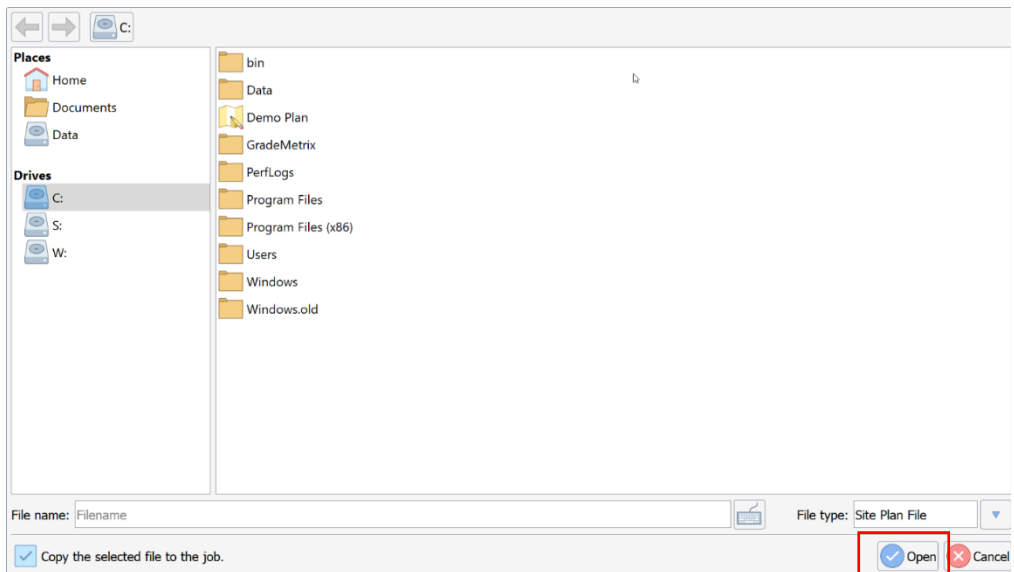 C:
Places
Home
Documents
Data
Drives
C:
S:
W:
bin
Data
Demo Plan
GradeMetrix
PerfLogs
Program Files
Program Files (x86)
Users
Windows
Windows.old
File name: Filename
File type: Site Plan File
Copy the selected file to the job.
Open
Cancel